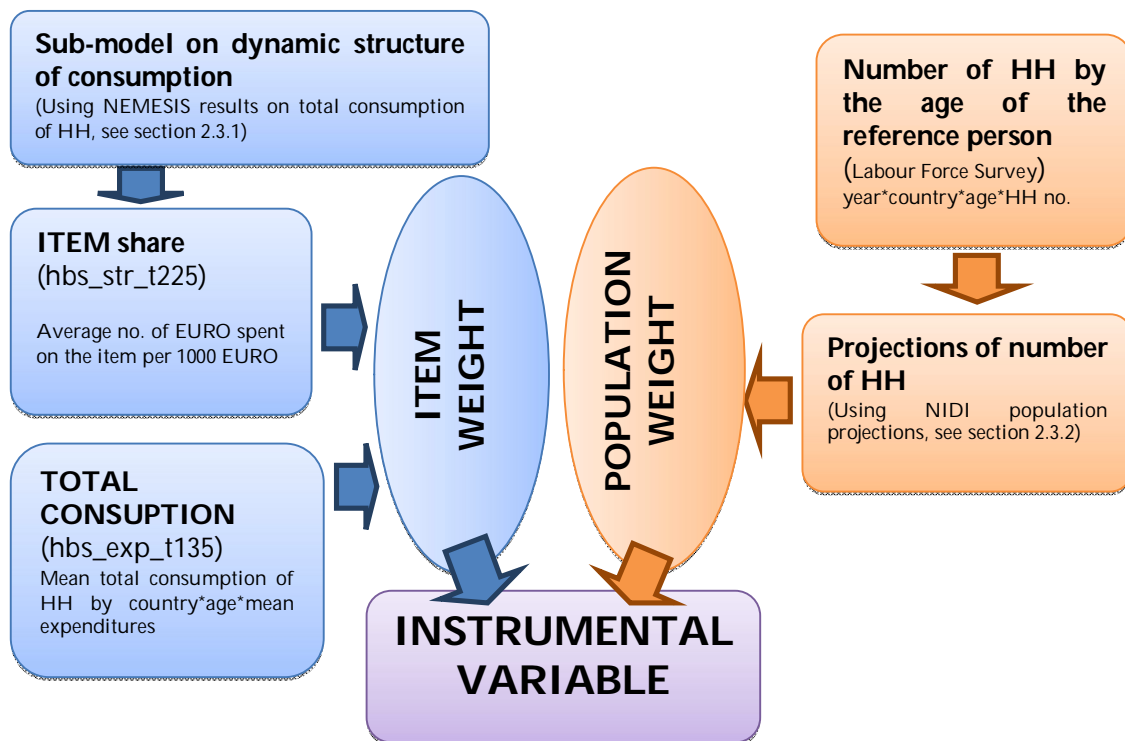 Sub-model on dynamic structure
of consumption
(Using NEMESIS results on total consumption
of HH, see section 2.3.1)
ITEM share
(hbs_str_t225)
Average no. of EURO spent
on the item per 1000 EURO
TOTAL
CONSUPTION
(hbs_exp_t135)
Mean total consumption of
HH by country*age*mean
expenditures
ITEM
WEIGHT
POPULATION
WEIGHT
Number of HH by
the age of the
reference person
(Labour Force Survey)
year*country*age*HH no.
Projections of number
of HH
(Using NIDI population
projections, see section 2.3.2)
INSTRUMENTAL
VARIABLE